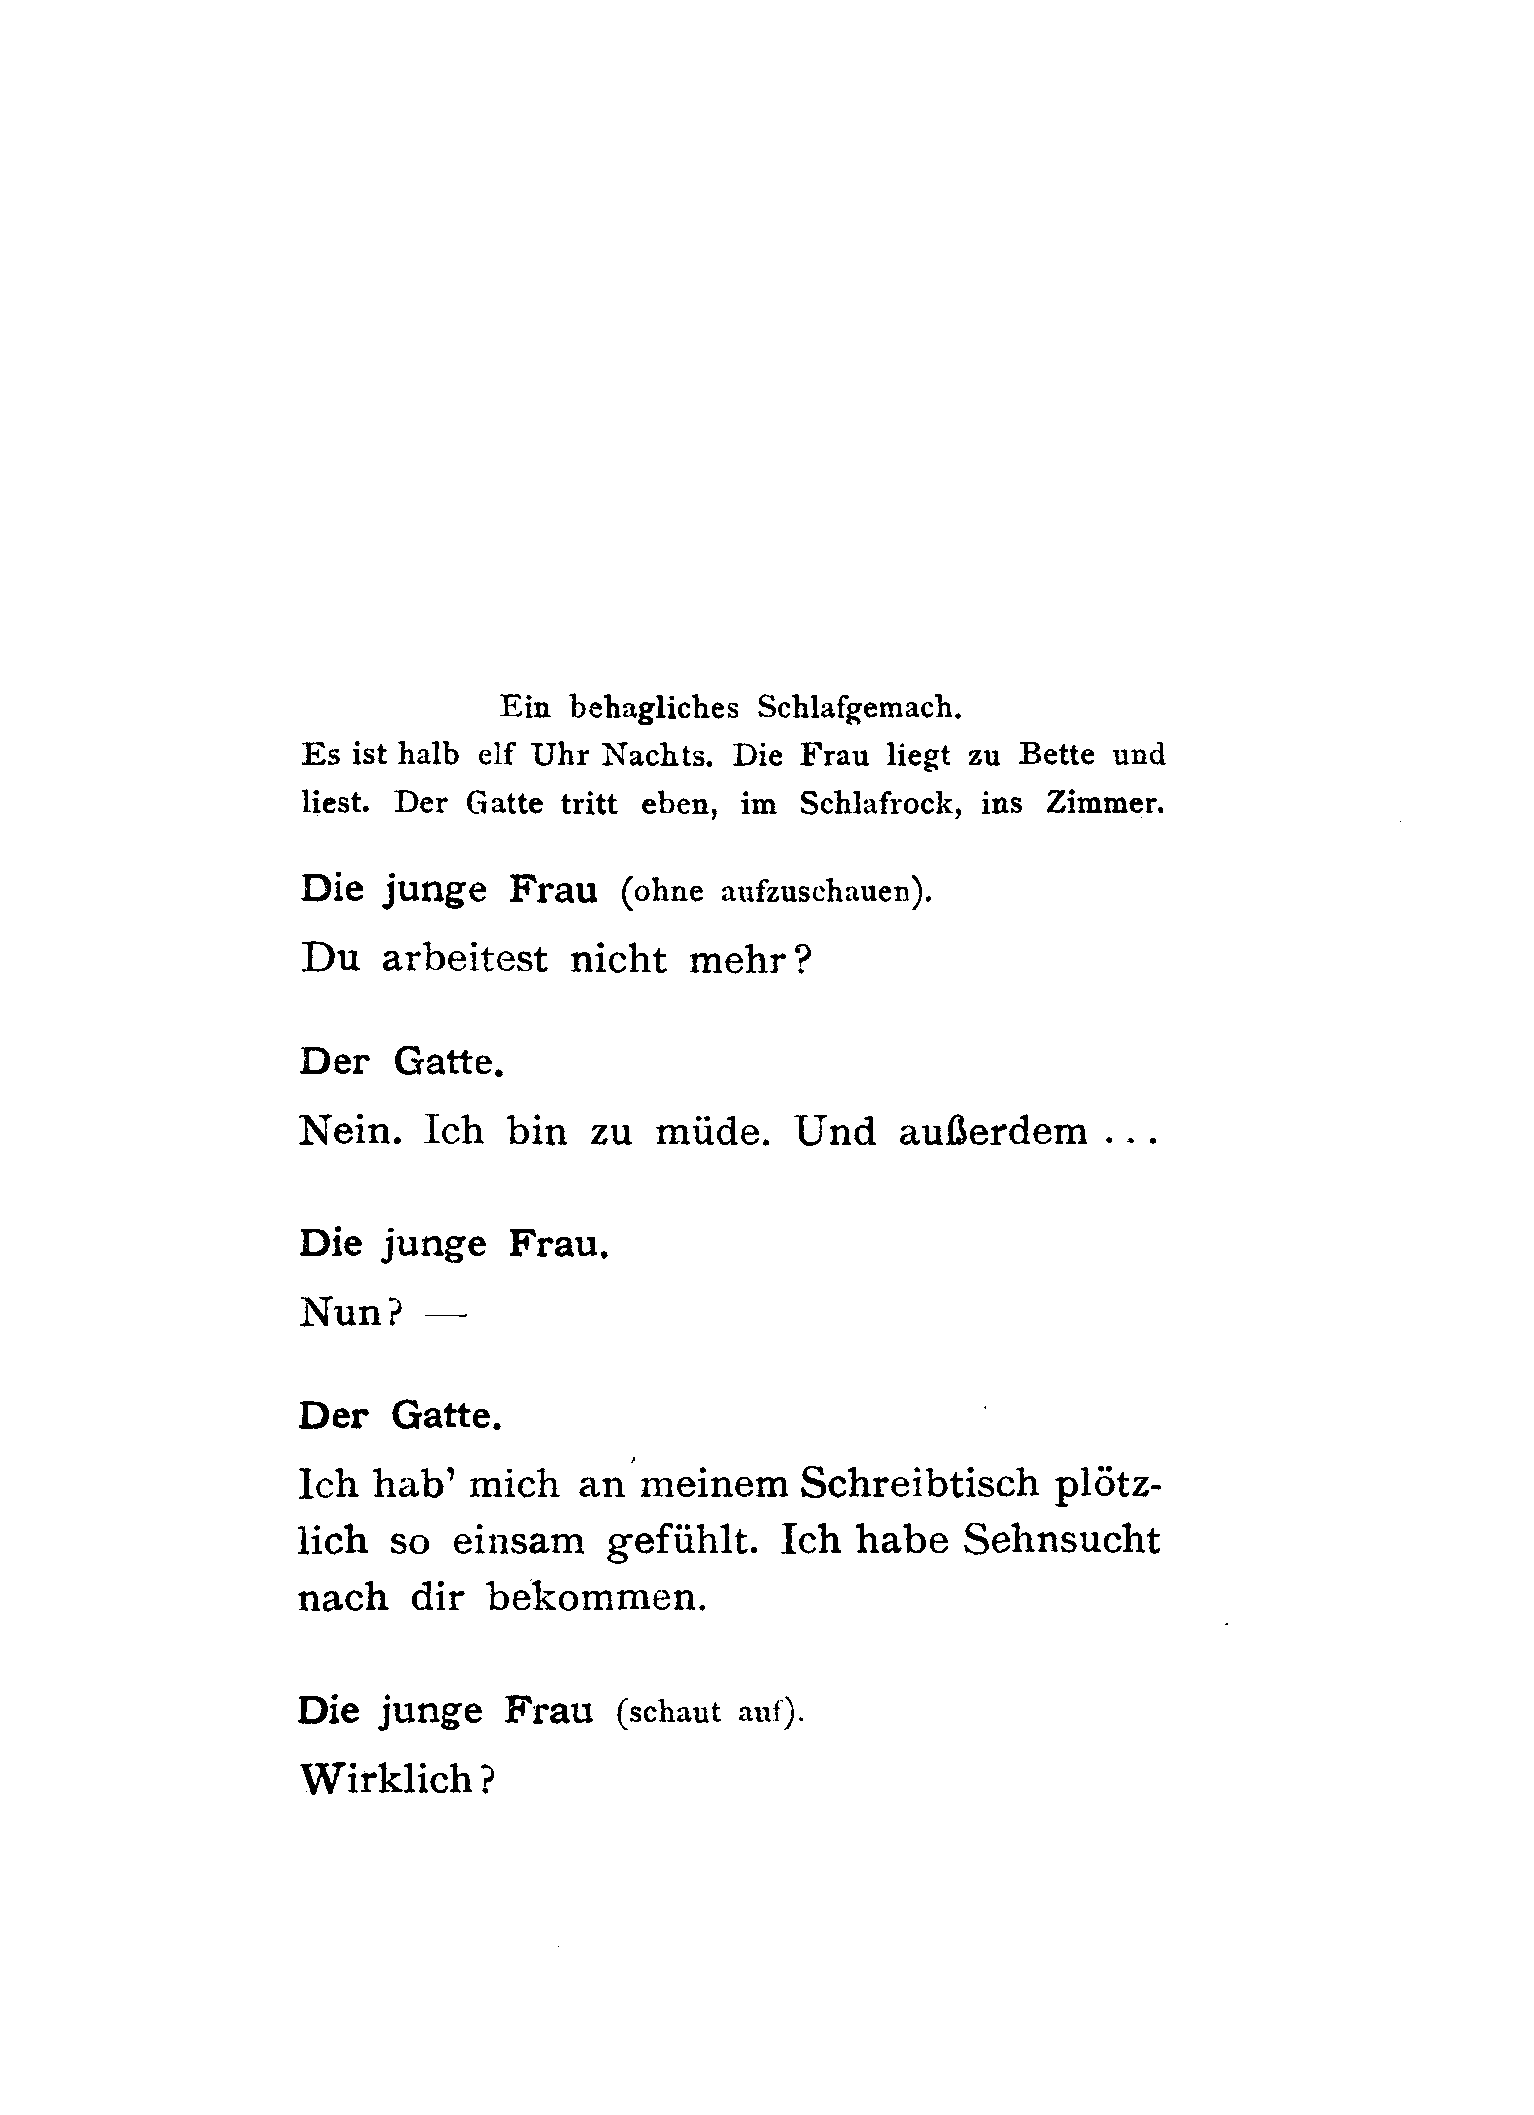 Ein behagliches Schlafgemach.
Es ist halb elf Uhr Nachts. Die Frau liegt zu Bette und
liest. Der Gatte tritt eben, im Schlafrock, ins Zimmer.
Die junge Frau (ohne aufzuschauen).
Du arbeitest nicht mehr?
Der Gatte.
Nein. Ich bin zu müde. Und außerdem ...
Die junge Frau.
Nun? —
Der Gatte.
Ich hab' mich an meinem Schreibtisch plötz-
lich so einsam gefühlt. Ich habe Sehnsucht
nach dir bekommen.
Die junge Frau (schaut auf).
Wirklich?